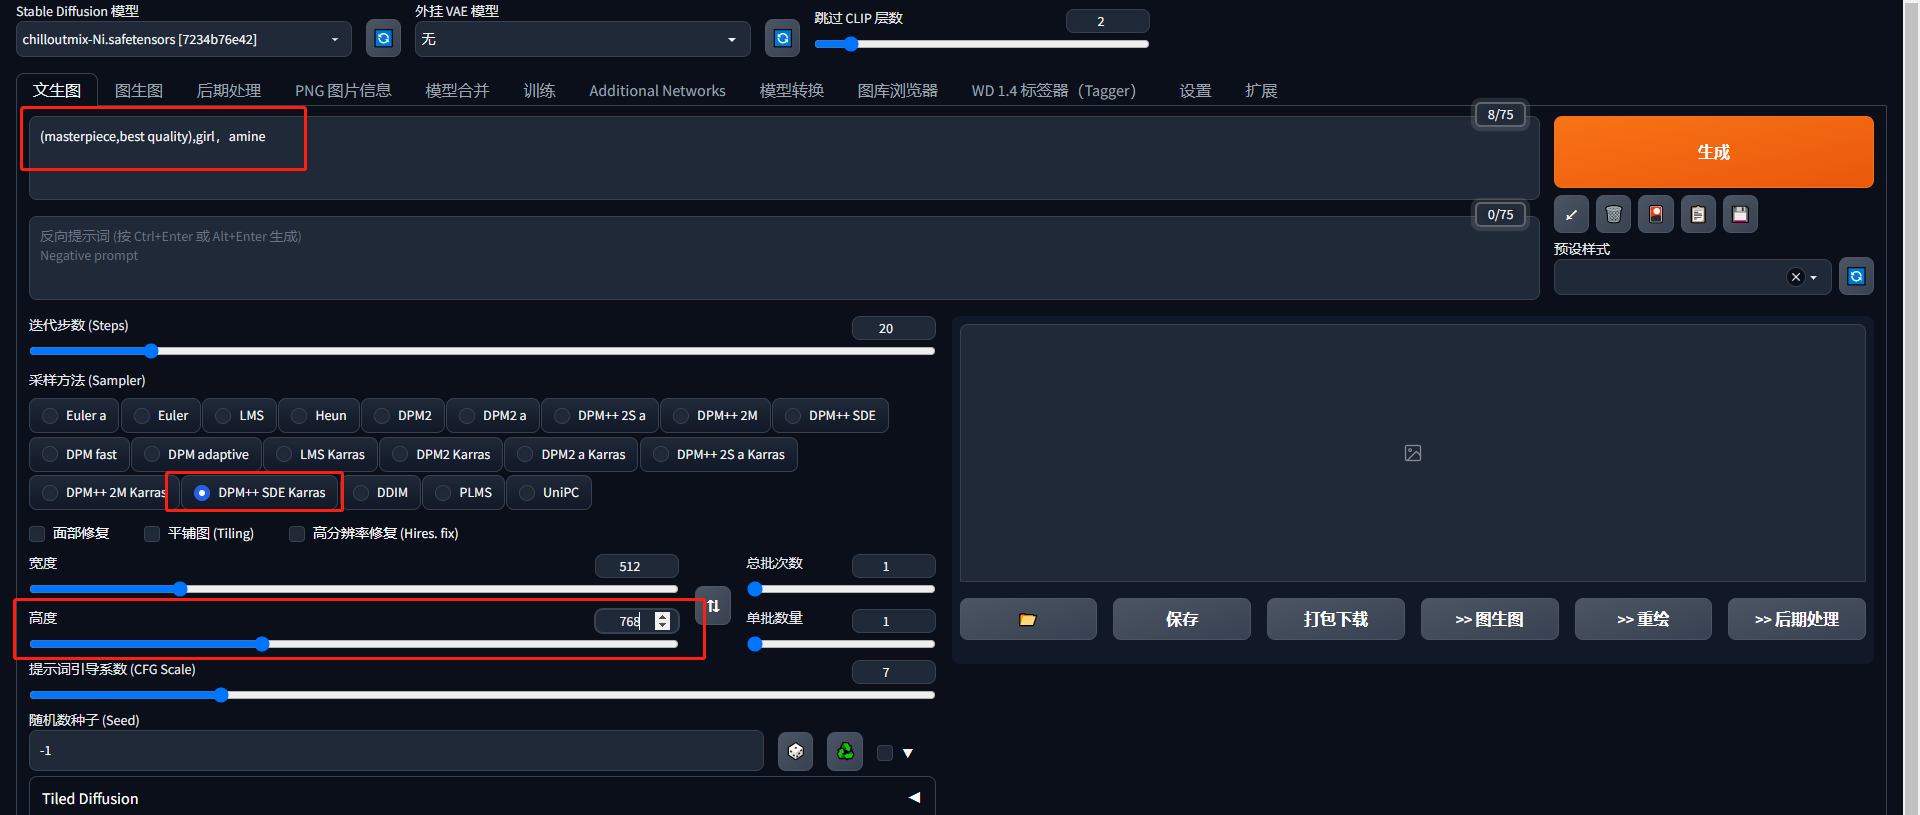 Stable Diffusion 模型
外挂 VAE 模型
跳过 CLIP 层数
2
chilloutmix-Ni.safetensors [7234b76e42]
无
文生图
图生图
后期处理
PNG 图片信息
模型合并
训练
Additional Networks
模型转换
图库浏览器
WD 1.4 标签器（Tagger）
设置
扩展
8/75
(masterpiece,best quality),girl，amine
生成
0/75
反向提示词 (按 Ctrl+Enter 或 Alt+Enter 生成)
Negative prompt
预设样式
迭代步数 (Steps)
20
采样方法 (Sampler)
Euler a
Euler
LMS
Heun
DPM2
DPM2 a
DPM++ 2S a
DPM++ 2M
DPM++ SDE
DPM fast
DPM adaptive
LMS Karras
DPM2 Karras
DPM2 a Karras
DPM++ 2S a Karras
DPM++ 2M Karras
DPM++ SDE Karras
DDIM
PLMS
UniPC
面部修复
平铺图 (Tiling)
高分辨率修复 (Hires. fix)
宽度
512
总批次数
1
高度
768
单批数量
1
保存
打包下载
>> 图生图
>> 重绘
>> 后期处理
提示词引导系数 (CFG Scale)
7
随机数种子 (Seed)
-1
Tiled Diffusion